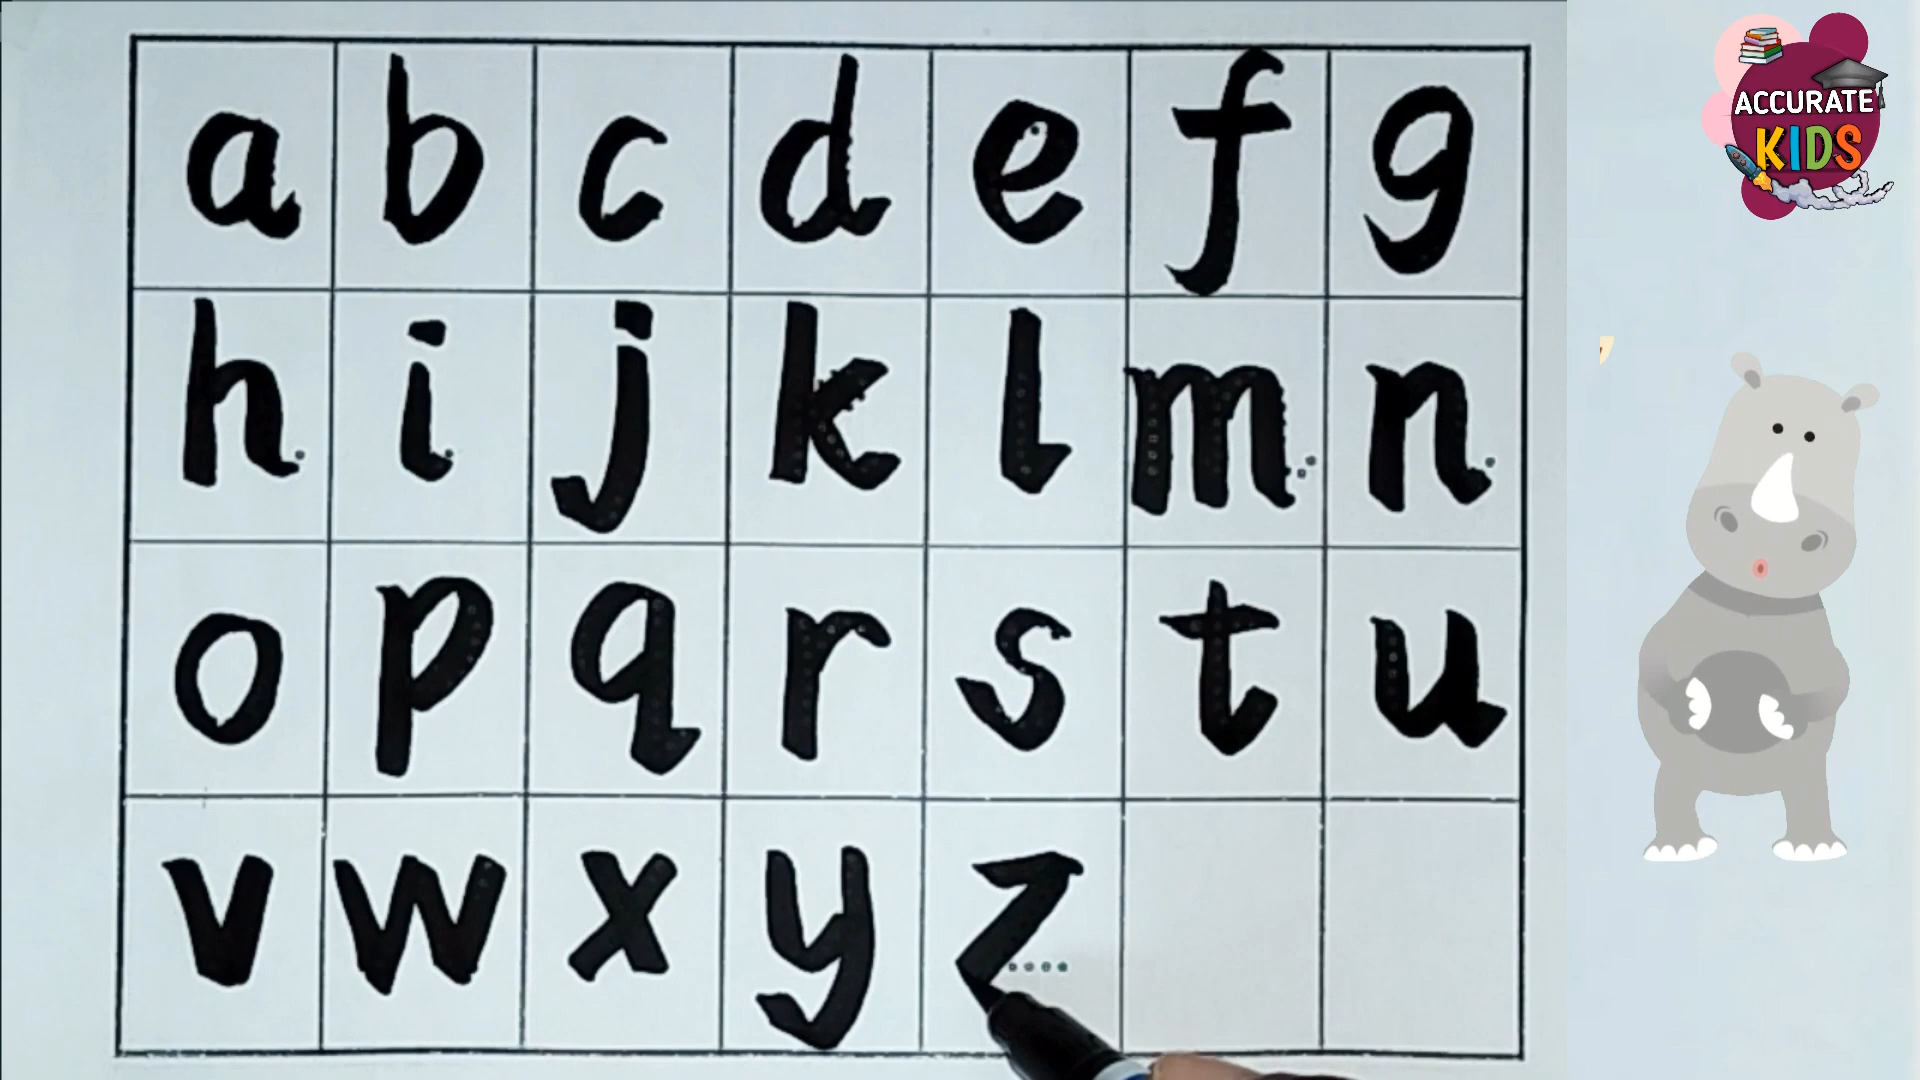 a b c d e f g
h i j k l m n
o p q r s t u
v w x y z
ACCURATE
KIDS